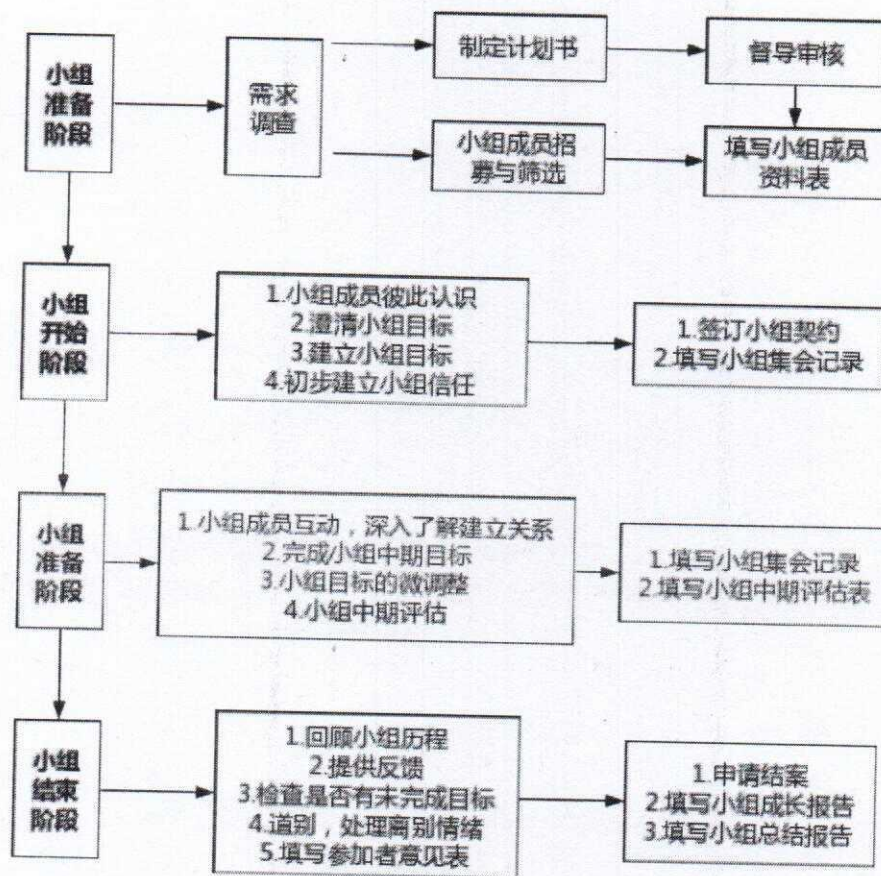 小组
准备
阶段
需求
调查
制定计划书
督导审核
小组成员招
募与筛选
填写小组成员
资料表
小组
开始
阶段
1.小组成员彼此认识
2.澄清小组目标
3.建立小组目标
4.初步建立小组信任
1.签订小组契约
2.填写小组集会记录
小组
准备
阶段
1.小组成员互动，深入了解建立关系
2.完成小组中期目标
3.小组目标的微调整
4.小组中期评估
1.填写小组集会记录
2.填写小组中期评估表
小组
结束
阶段
1.回顾小组历程
2.提供反馈
3.检查是否有未完成目标
4.道别，处理离别情绪
5.填写参加者意见表
1.申请结案
2.填写小组成长报告
3.填写小组总结报告